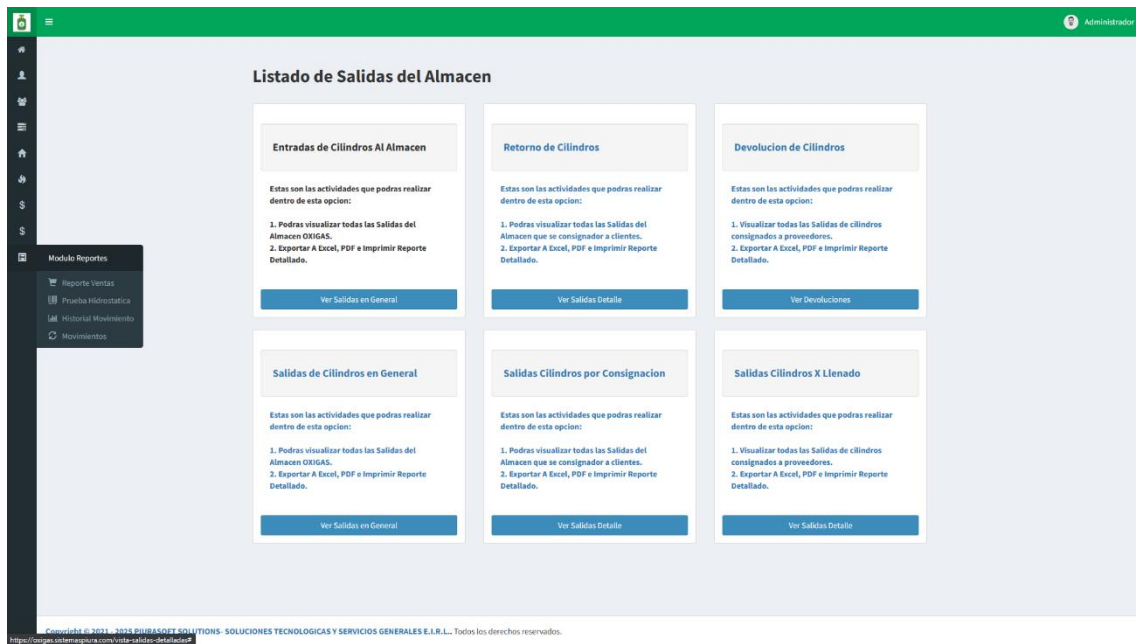 Administrador
Listado de Salidas del Almacen
Entradas de Cilindros Al Almacen
Estas son las actividades que podras realizar
dentro de esta opcion:
1. Podras visualizar todas las Salidas del
Almacen OXIGAS.
2. Exportar A Excel, PDF e Imprimir Reporte
Detallado.
Ver Salidas en General
Retorno de Cilindros
Estas son las actividades que podras realizar
dentro de esta opcion:
1. Podras visualizar todas las Salidas del
Almacen que se consignador a clientes.
2. Exportar A Excel, PDF e Imprimir Reporte
Detallado.
Ver Salidas Detalle
Devolucion de Cilindros
Estas son las actividades que podras realizar
dentro de esta opcion:
1. Visualizar todas las Salidas de cilindros
consignados a proveedores.
2. Exportar A Excel, PDF e Imprimir Reporte
Detallado.
Ver Devoluciones
Modulo Reportes
Reporte Ventas
Prueba Hidrostatica
Historial Movimiento
Movimientos
Salidas de Cilindros en General
Estas son las actividades que podras realizar
dentro de esta opcion:
1. Podras visualizar todas las Salidas del
Almacen OXIGAS.
2. Exportar A Excel, PDF e Imprimir Reporte
Detallado.
Ver Salidas en General
Salidas Cilindros por Consignacion
Estas son las actividades que podras realizar
dentro de esta opcion:
1. Podras visualizar todas las Salidas del
Almacen que se consignador a clientes.
2. Exportar A Excel, PDF e Imprimir Reporte
Detallado.
Ver Salidas Detalle
Salidas Cilindros X Llenado
Estas son las actividades que podras realizar
dentro de esta opcion:
1. Visualizar todas las Salidas de cilindros
consignados a proveedores.
2. Exportar A Excel, PDF e Imprimir Reporte
Detallado.
Ver Salidas Detalle
Copyright © 2021 - 2025 PIURASOFT SOLUTIONS- SOLUCIONES TECNOLOGICAS Y SERVICIOS GENERALES E.I.R.L.. Todos los derechos reservados.
https://oxigas.sistemaspiura.com/vista-salidas-detalladas#